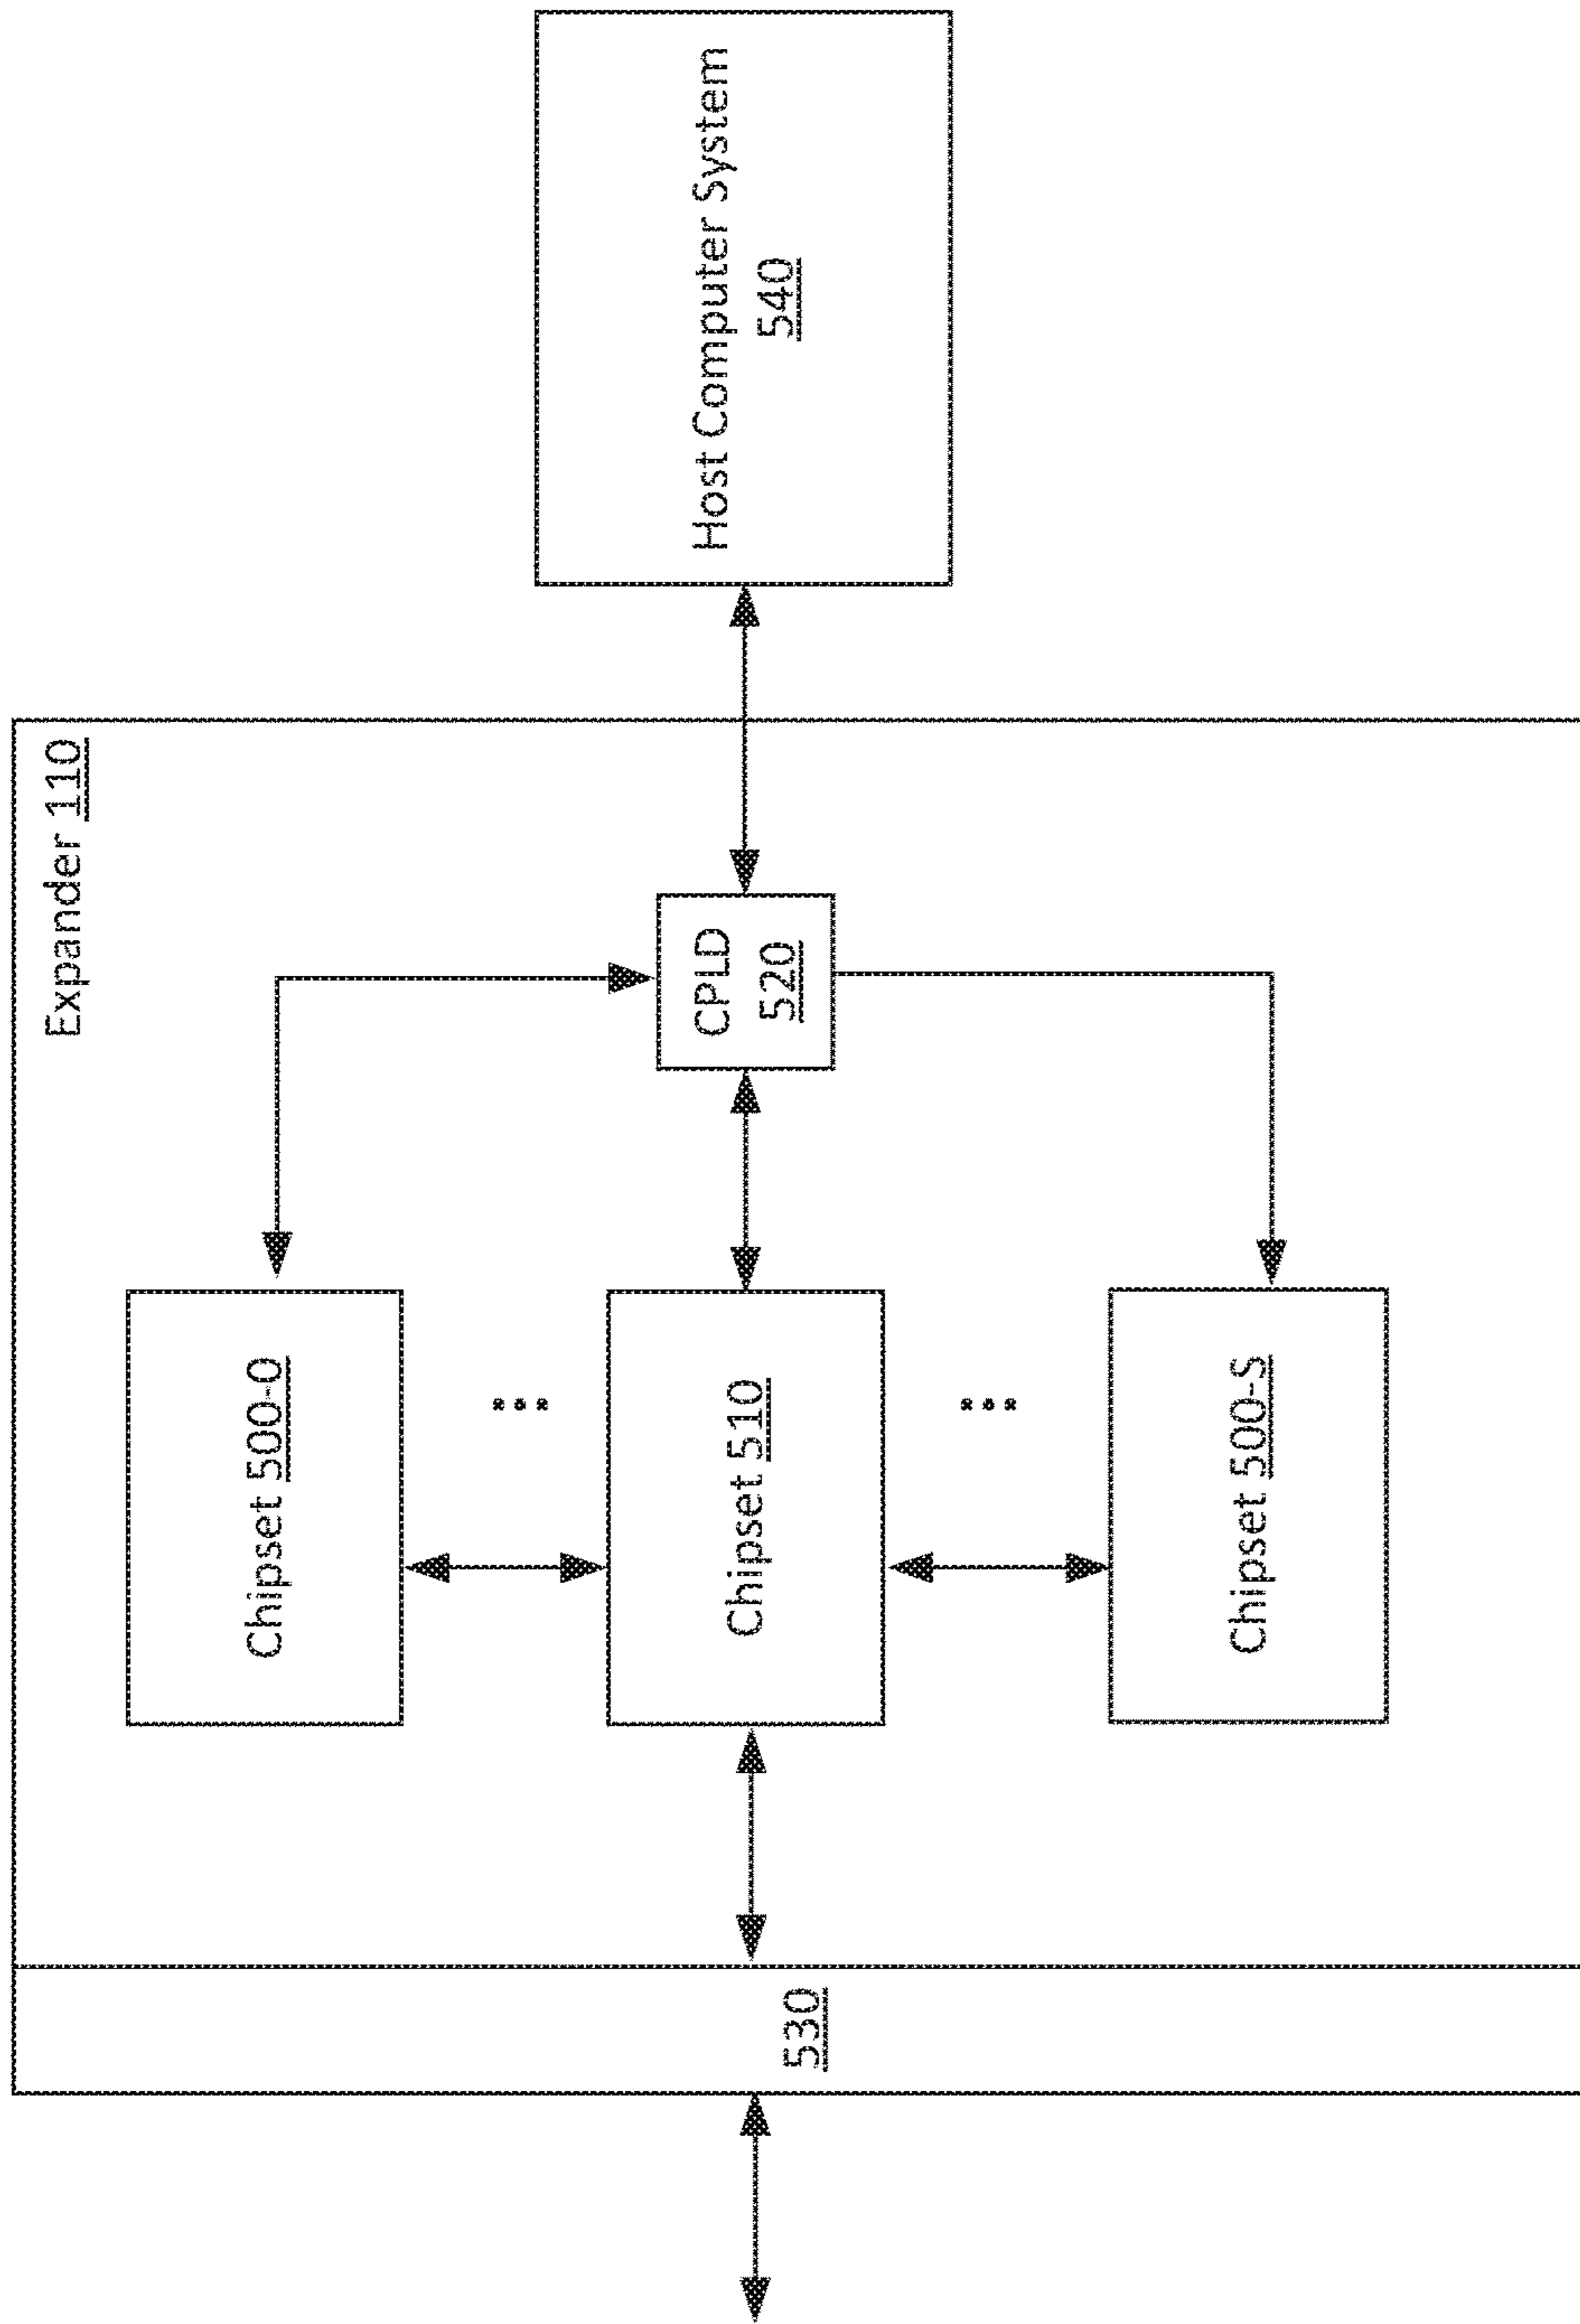 Expander 110
Chipset 500-0
Chipset 510
Chipset 500-S
CPLD
520
530
Host Computer System
540